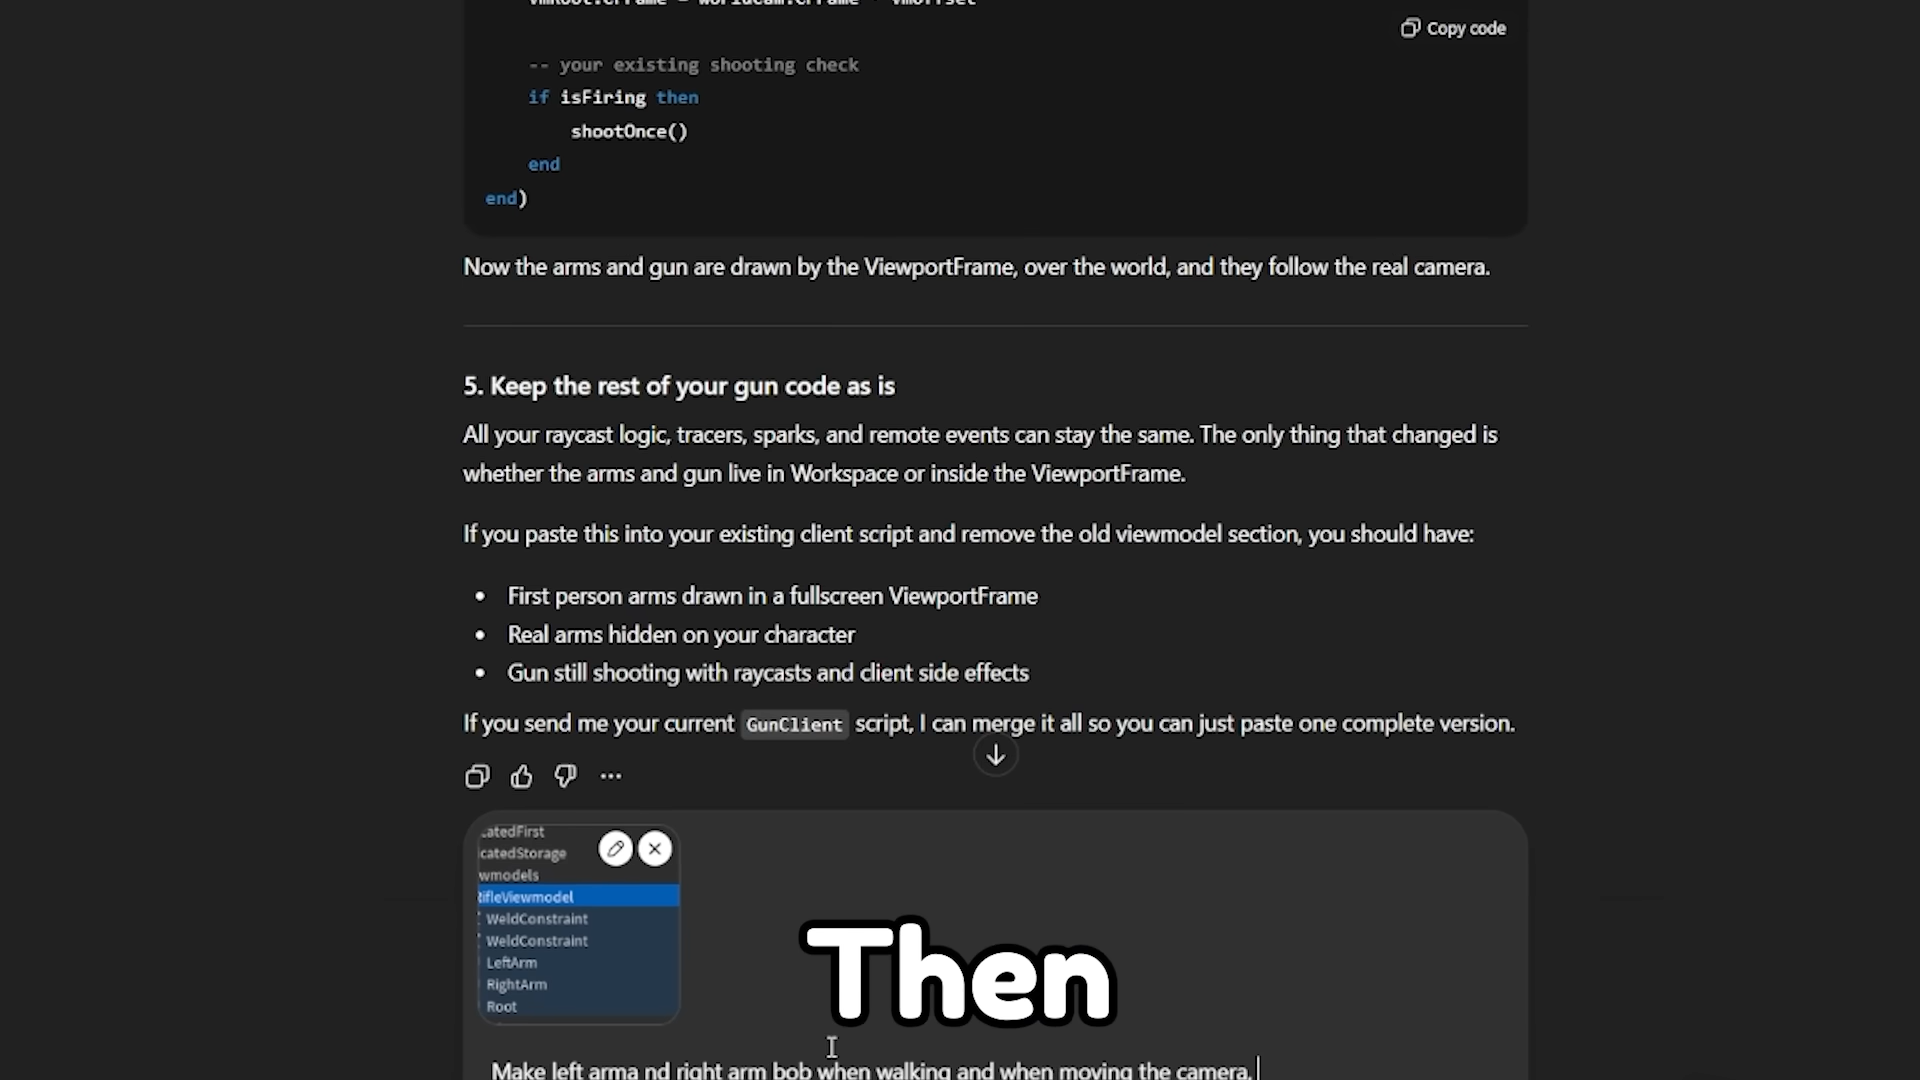 vmRoot.CFrame = worldCam.CFrame * vmOffset
Copy code
-- your existing shooting check
if isFiring then
shootOnce()
end
end)
Now the arms and gun are drawn by the ViewportFrame, over the world, and they follow the real camera.
5. Keep the rest of your gun code as is
All your raycast logic, tracers, sparks, and remote events can stay the same. The only thing that changed is
whether the arms and gun live in Workspace or inside the ViewportFrame.
If you paste this into your existing client script and remove the old viewmodel section, you should have:
• First person arms drawn in a fullscreen ViewportFrame
• Real arms hidden on your character
• Gun still shooting with raycasts and client side effects
If you send me your current GunClient script, I can merge it all so you can just paste one complete version.
catedFirst
icatedStorage
wmodels
RifleViewmodel
WeldConstraint
WeldConstraint
LeftArm
RightArm
Root
Then
Make left arma nd right arm bob when walking and when moving the camera.